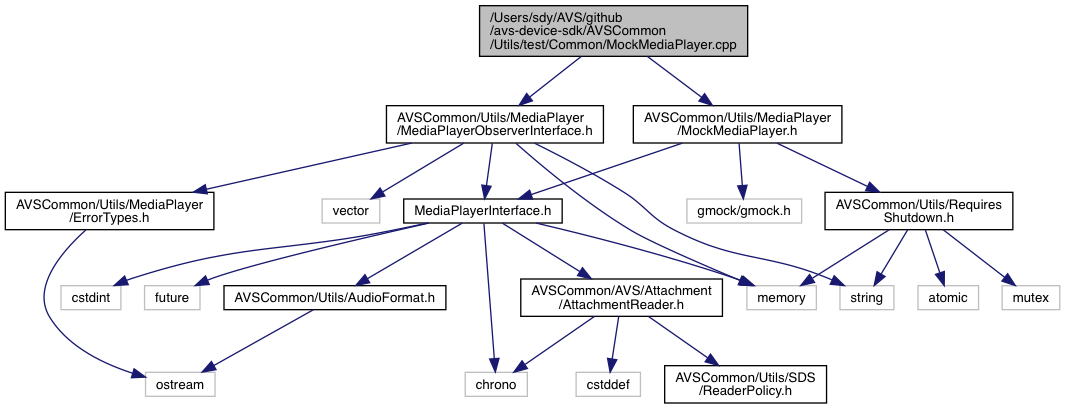 /Users/sdy/AVS/github
/avs-device-sdk/AVSCommon
/Utils/test/Common/MockMediaPlayer.cpp
AVSCommon/Utils/MediaPlayer
/MediaPlayerObserverInterface.h
AVSCommon/Utils/MediaPlayer
/MockMediaPlayer.h
AVSCommon/Utils/MediaPlayer
/ErrorTypes.h
vector
MediaPlayerInterface.h
gmock/gmock.h
AVSCommon/Utils/Requires
Shutdown.h
cstdint
future
AVSCommon/Utils/AudioFormat.h
AVSCommon/AVS/Attachment
/AttachmentReader.h
memory
string
atomic
mutex
ostream
chrono
cstddef
AVSCommon/Utils/SDS
/ReaderPolicy.h